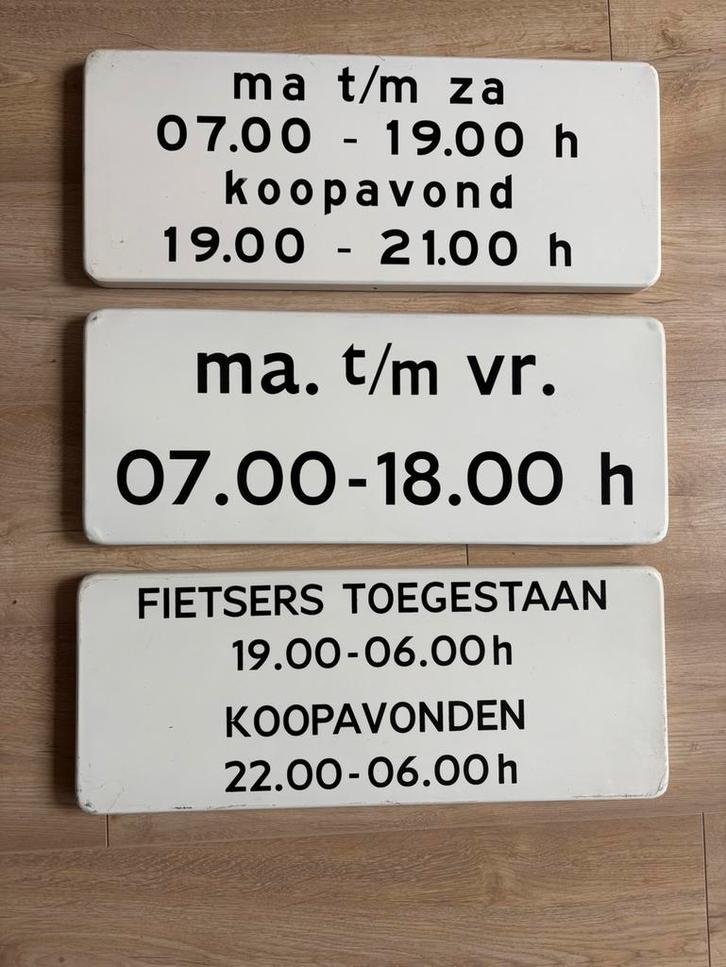 ma t/m za
07.00 - 19.00 h
koopavond
19.00 - 21.00 h
ma. t/m vr.
07.00-18.00 h
FIETSERS TOEGESTAAN
19.00-06.00h
KOOPAVONDEN
22.00-06.00h